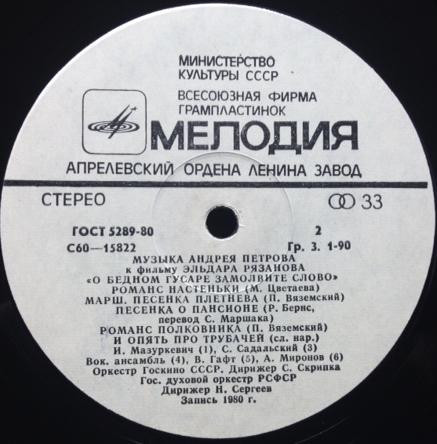 МИНИСТЕРСТВО
КУЛЬТУРЫ СССР
ВСЕСОЮЗНАЯ ФИРМА
ГРАМПЛАСТИНОК
МЕЛОДИЯ
АПРЕЛЕВСКИЙ ОРДЕНА ЛЕНИНА ЗАВОД
СТЕРЕО 33
ГОСТ 5289-80 2
С60—15822 Гр. 3. 1-90
МУЗЫКА АНДРЕЯ ПЕТРОВА
к фильму ЭЛЬДАРА РЯЗАНОВА
«О БЕДНОМ ГУСАРЕ ЗАМОЛВИТЕ СЛОВО»
РОМАНС НАСТЕНЬКИ (М. Цветаева)
МАРШ. ПЕСЕНКА ПЛЕТНЕВА (П. Вяземский)
ПЕСЕНКА О ПАНСИОНЕ (Р. Бернс,
перевод С. Маршака)
РОМАНС ПОЛКОВНИКА (П. Вяземский)
И ОПЯТЬ ПРО ТРУБАЧЕЙ (сл. нар.)
И. Мазуркевич (1), С. Садальский (3)
Вок. ансамбль (4), В. Гафт (5), А. Миронов (6)
Оркестр Госкино СССР. Дирижер С. Скрипка
Гос. духовой оркестр РСФСР
Дирижер Н. Сергеев
Запись 1980 г.